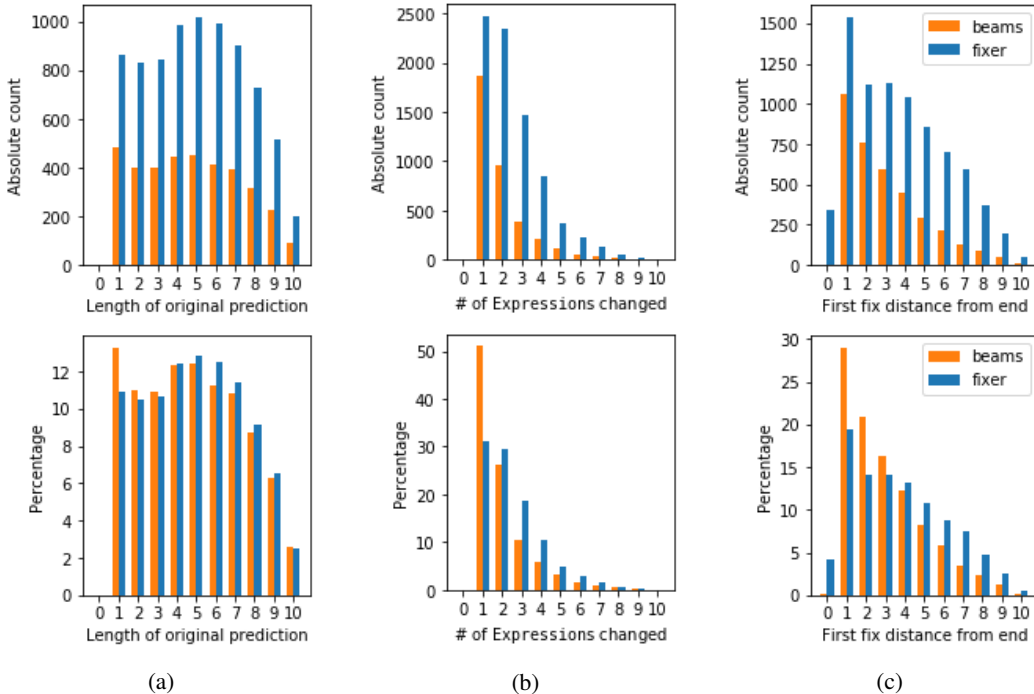 Absolute count
1000
800
600
400
200
0
0 1 2 3 4 5 6 7 8 9 10
Length of original prediction
Absolute count
2500
2000
1500
1000
500
0
0 1 2 3 4 5 6 7 8 9 10
# of Expressions changed
Absolute count
1500
1250
1000
750
500
250
0
beams
fixer
0 1 2 3 4 5 6 7 8 9 10
First fix distance from end
Percentage
12
10
8
6
4
2
0
0 1 2 3 4 5 6 7 8 9 10
Length of original prediction
Percentage
50
40
30
20
10
0
0 1 2 3 4 5 6 7 8 9 10
# of Expressions changed
Percentage
30
25
20
15
10
5
0
beams
fixer
0 1 2 3 4 5 6 7 8 9 10
First fix distance from end
(a)
(b)
(c)